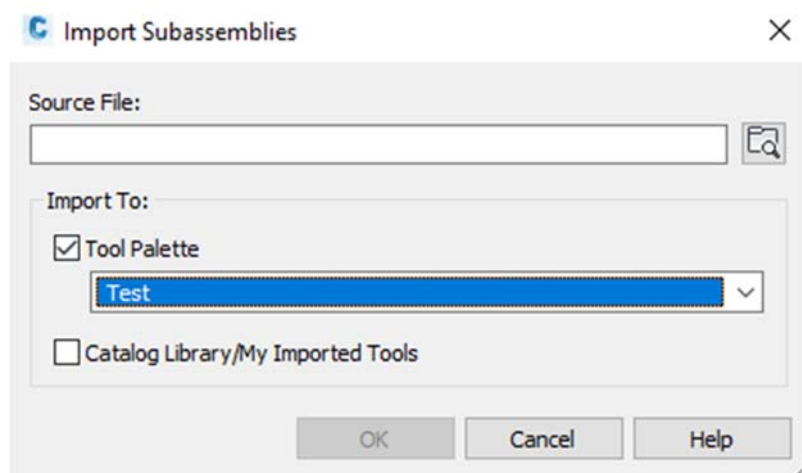 Import Subassemblies
Source File:
Import To:
Tool Palette
Test
Catalog Library/My Imported Tools
OK Cancel Help